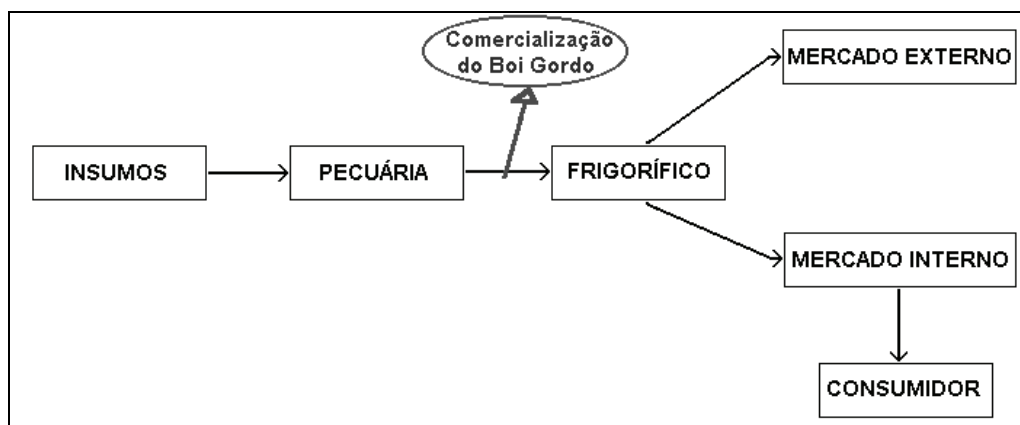 Comercialização
do Boi Gordo
MERCADO EXTERNO
INSUMOS
PECUÁRIA
FRIGORÍFICO
MERCADO INTERNO
CONSUMIDOR